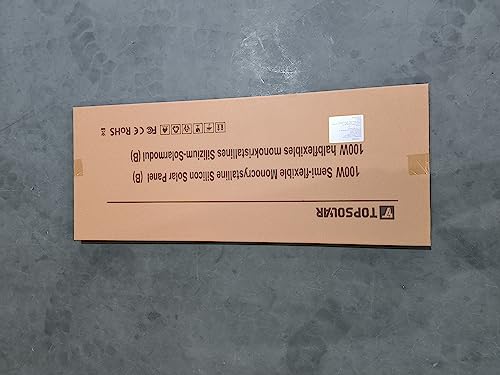 TOPSOLAR
100W Semi-flexible Monocrystalline Silicon Solar Panel (B)
100W halbflexibles monokristallines Silizium-Solarmodul (B)
FC CE RoHS